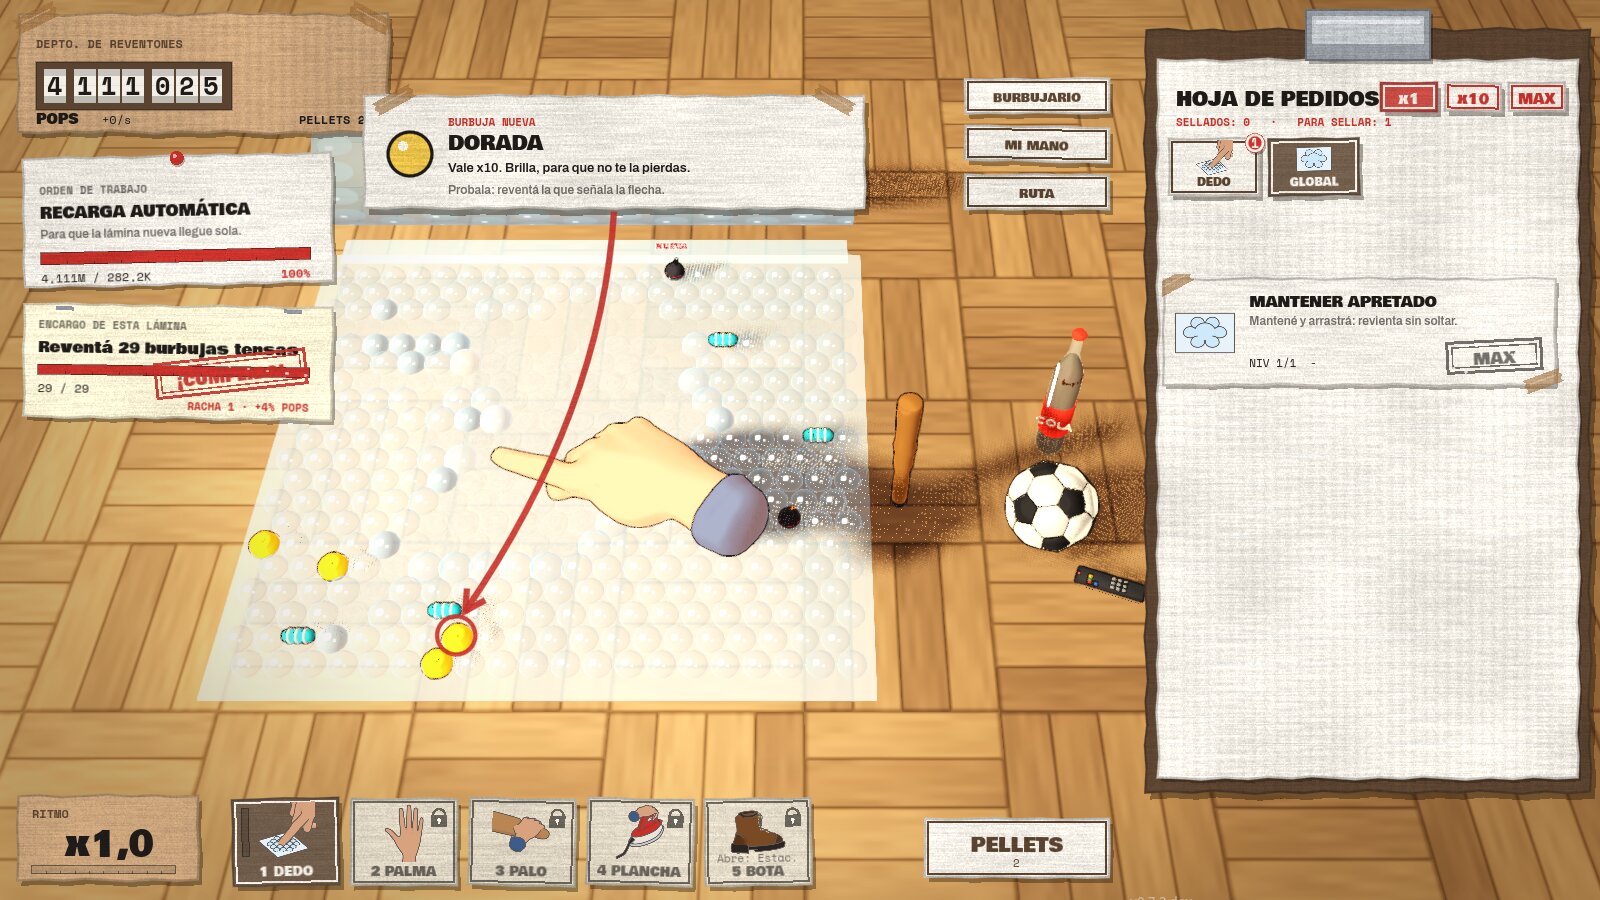 DEPTO. DE REVENTONES
4 111 025
POPS +0/s PELLETS 2
ORDEN DE TRABAJO
RECARGA AUTOMÁTICA
Para que la lámina nueva llegue sola.
4.111M / 282.2K 100%
ENCARGO DE ESTA LÁMINA
Reventá 29 burbujas tensas
29 / 29
RACHA 1 · +4% POPS
BURBUJA NUEVA
DORADA
Vale x10. Brilla, para que no te la pierdas.
Probala: reventá la que señala la flecha.
NUEVA
BURBUJARIO
MI MANO
RUTA
COLA
HOJA DE PEDIDOS x1 x10 MAX
SELLADOS: 0 · PARA SELLAR: 1
1
DEDO GLOBAL
MANTENER APRETADO
Mantené y arrastrá: revienta sin soltar.
NIV 1/1 - MAX
RITMO
x1,0
1 DEDO
2 PALMA
3 PALO
4 PLANCHA
Abre: Estac.
5 BOTA
PELLETS
2